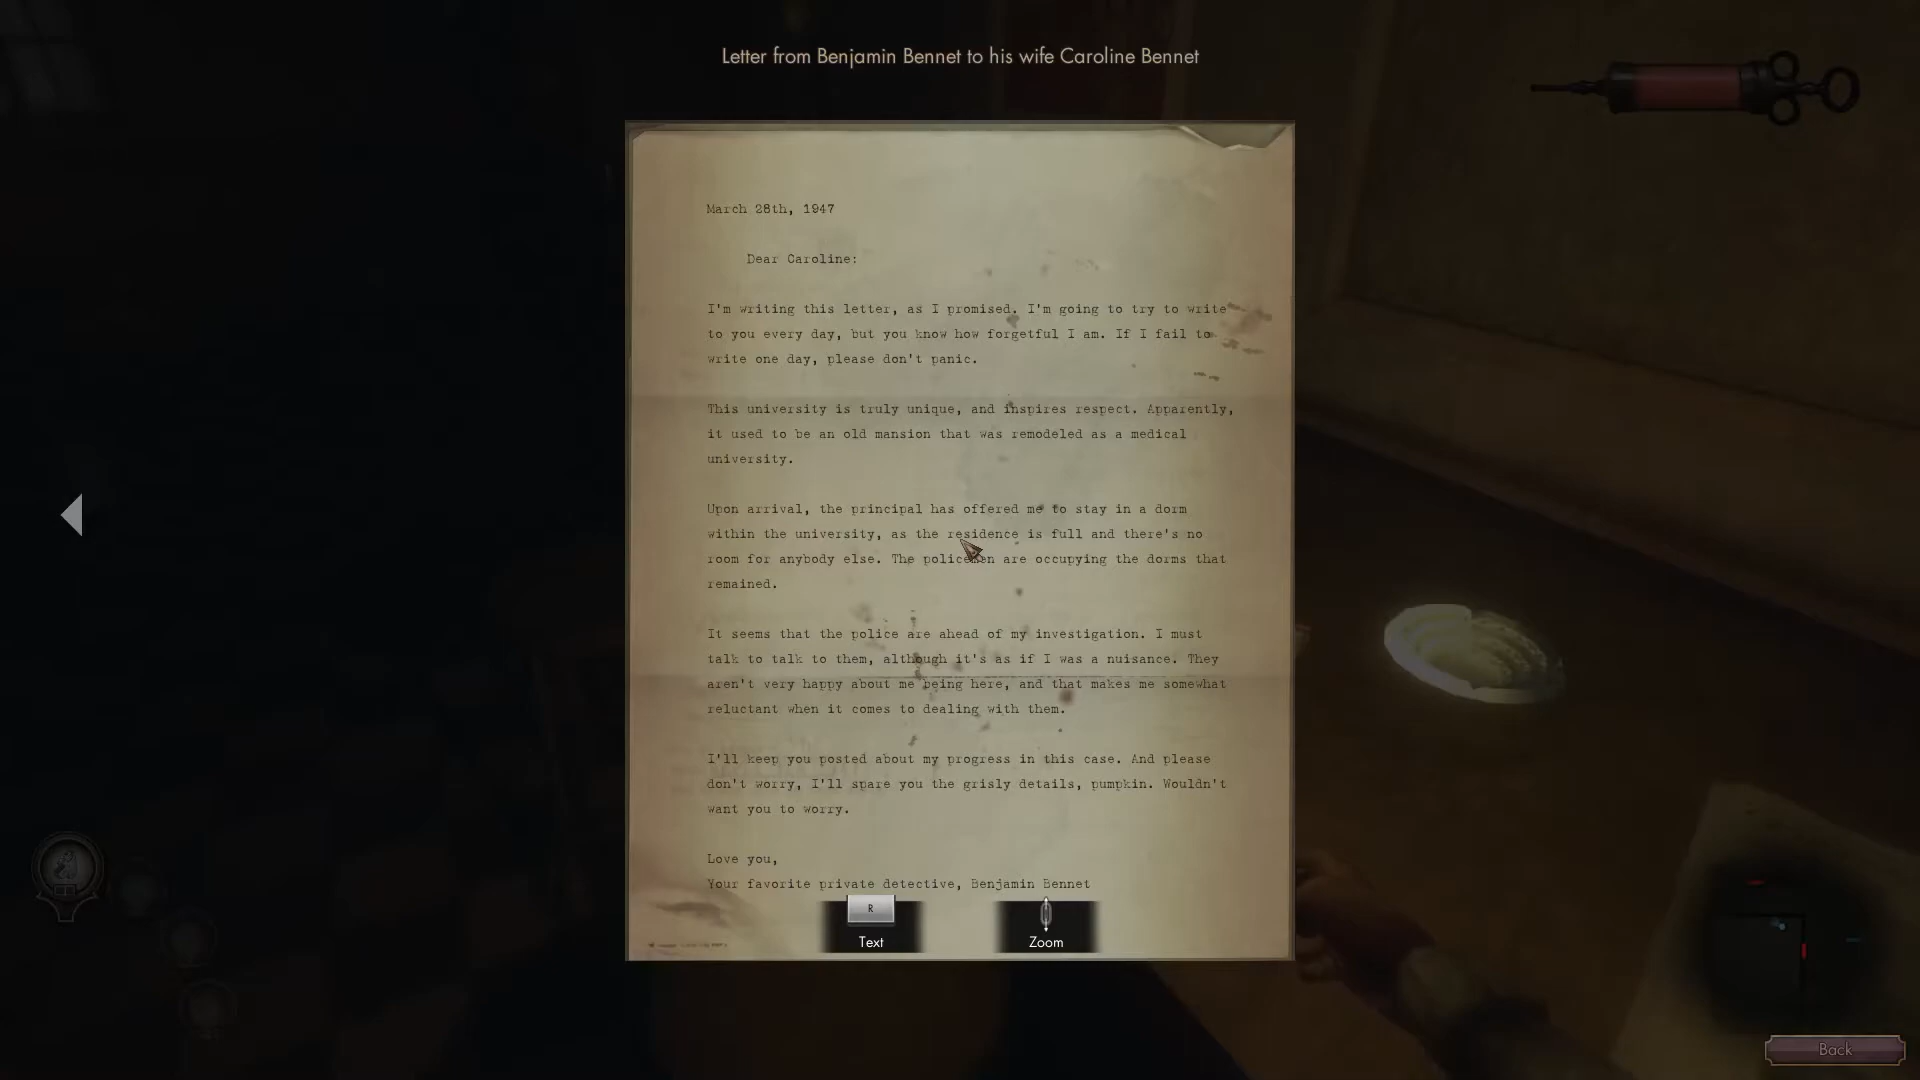 Letter from Benjamin Bennet to his wife Caroline Bennet
March 28th, 1947
Dear Caroline:
I'm writing this letter, as I promised. I'm going to try to write
to you every day, but you know how forgetful I am. If I fail to
write one day, please don't panic.
This university is truly unique, and inspires respect. Apparently,
it used to be an old mansion that was remodeled as a medical
university.
Upon arrival, the principal has offered me to stay in a dorm
within the university, as the residence is full and there's no
room for anybody else. The policemen are occupying the dorms that
remained.
It seems that the police are ahead of my investigation. I must
talk to talk to them, although it's as if I was a nuisance. They
aren't very happy about me being here, and that makes me somewhat
reluctant when it comes to dealing with them.
I'll keep you posted about my progress in this case. And please
don't worry, I'll spare you the grisly details, pumpkin. Wouldn't
want you to worry.
Love you,
Your favorite private detective, Benjamin Bennet
R
Text
Zoom
Back